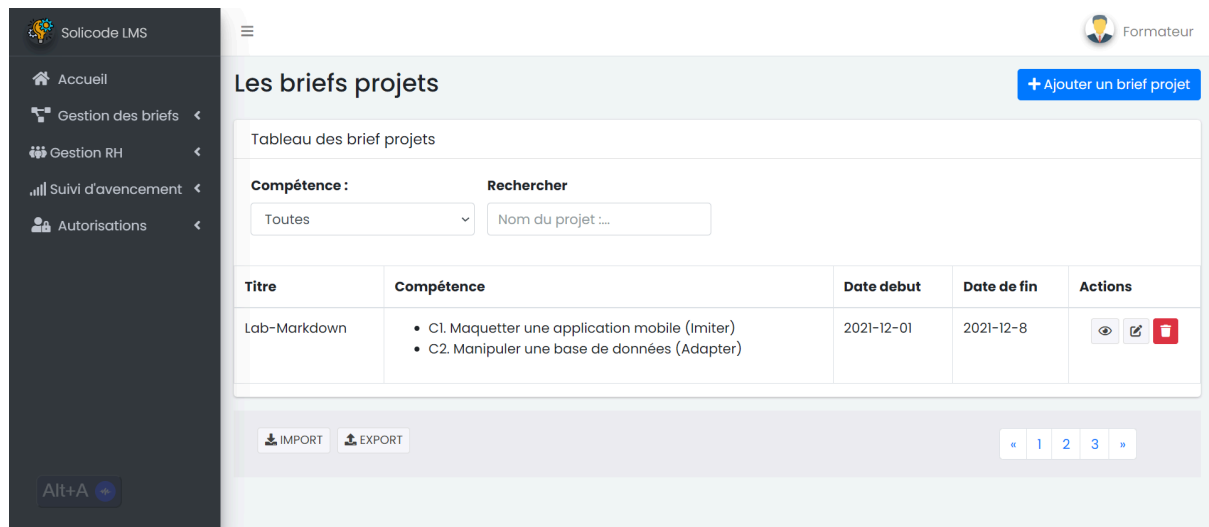 Solicode LMS
Formateur
Accueil
Gestion des briefs
Gestion RH
Suivi d'avencement
Autorisations
Alt+A
Les briefs projets
Ajouter un brief projet
Tableau des brief projets
Compétence : Rechercher
Toutes Nom du projet :...
Titre Compétence Date debut Date de fin Actions
Lab-Markdown C1. Maquetter une application mobile (Imiter) 2021-12-01 2021-12-8
C2. Manipuler une base de données (Adapter)
IMPORT EXPORT « 1 2 3 »